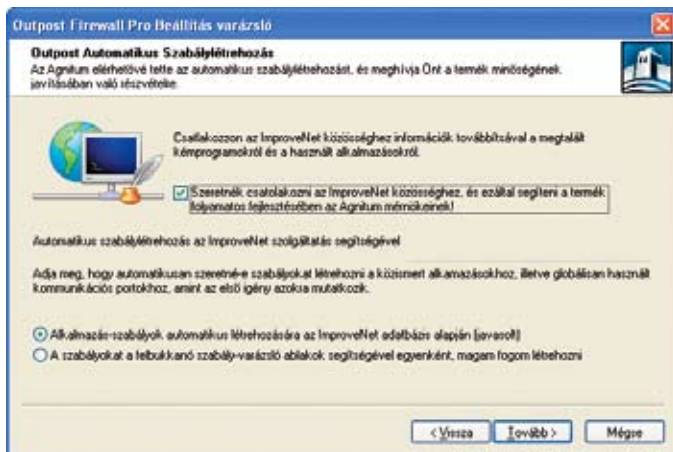 Outpost Firewall Pro Beállítás varázsló
Outpost Automatikus Szabálylétrehozás
Az Agnitum elérhetővé tette az automatikus szabálylétrehozást, és meghívja Önt a termék minőségének
javításában való részvételre.
Csatlakozzon az ImproveNet közösséghez információk továbbításával a megtalált
kémprogramokról és a használt alkalmazásokról.
Szeretnék csatolakozni az ImproveNet közösséghez, és ezáltal segíteni a termék
folyamatos fejlesztésében az Agnitum mérnökeinek!
Automatikus szabálylétrehozás az ImproveNet szolgáltatás segítségével
Adja meg, hogy automatikusan szeretné-e szabályokat létrehozni a közismert alkamazásokhoz, illetve globálisan használt
kommunikációs portokhoz, amint az első igény azokra mutatkozik.
Alkalmazás-szabályok automatikus létrehozására az ImproveNet adatbázis alapján (javasolt)
A szabályokat a felbukkanó szabály-varázsló ablakok segítségével egyenként, magam fogom létrehozni
< Vissza
Tovább >
Mégse